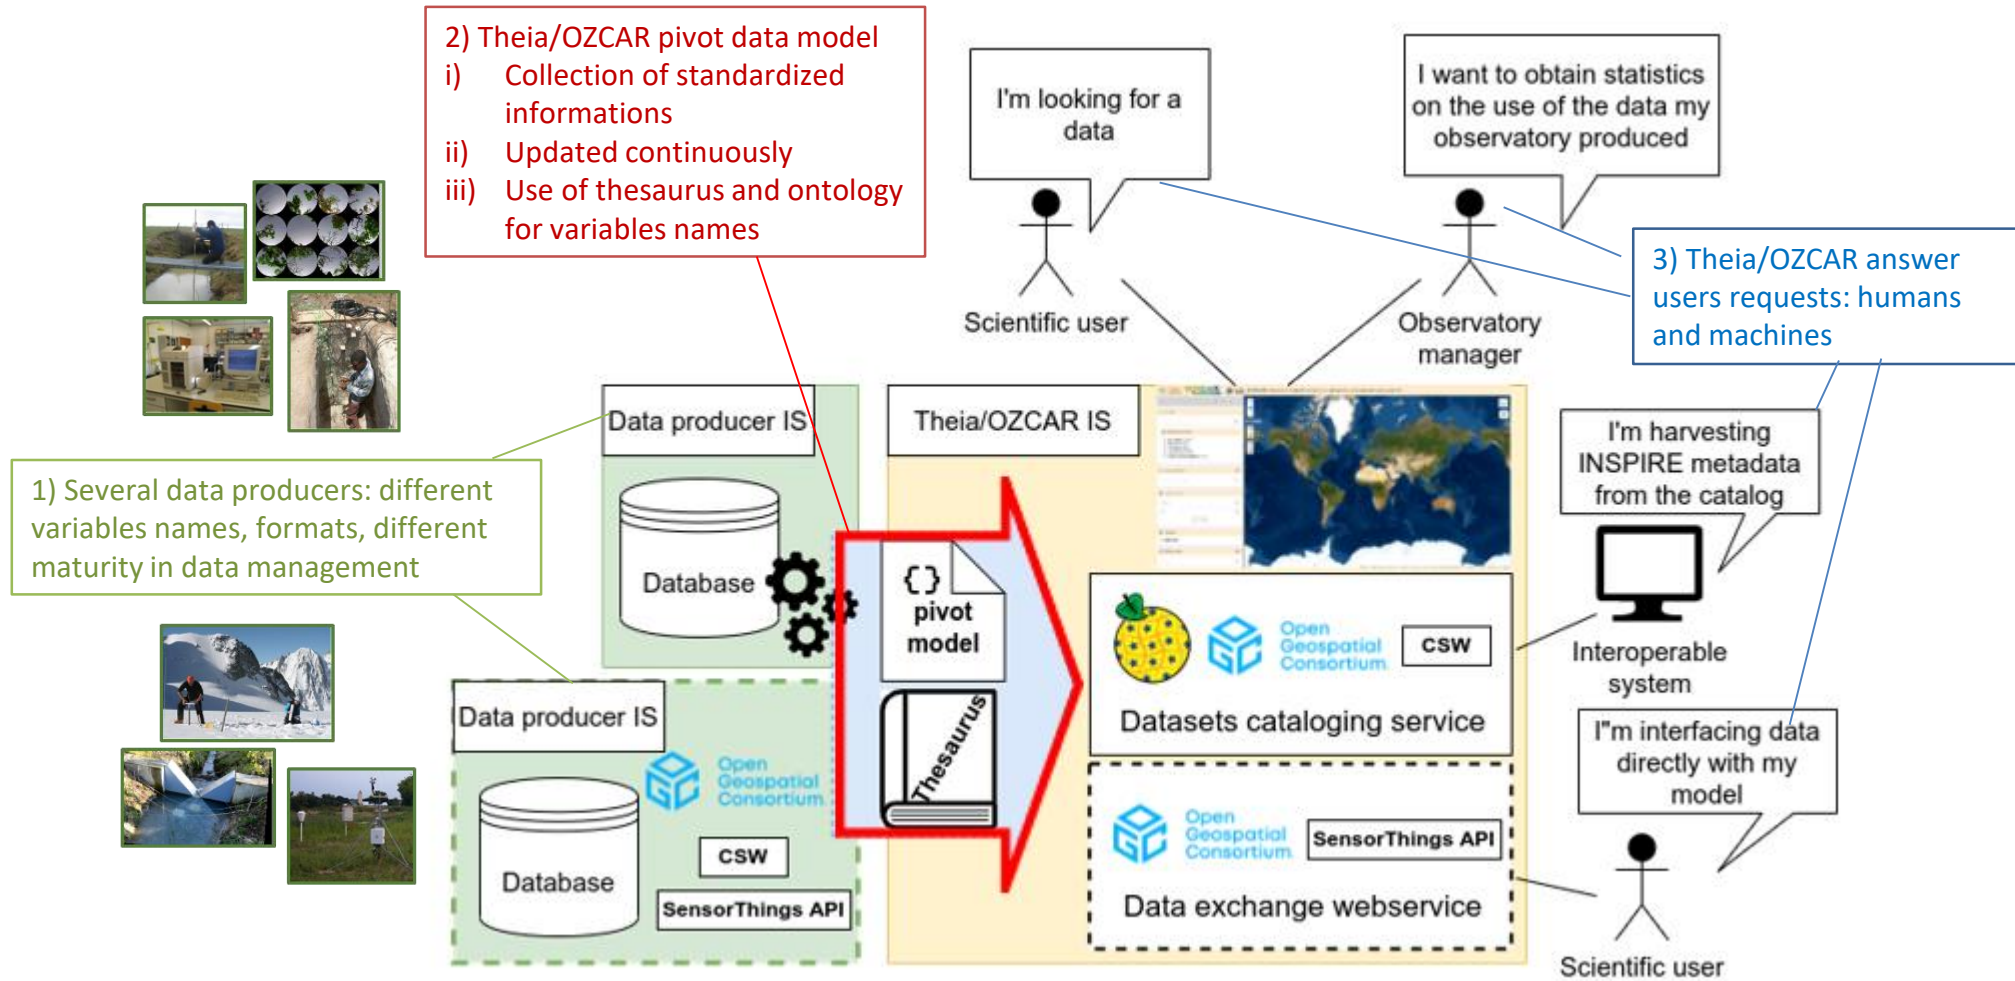 2) Theia/OZCAR pivot data model
i) Collection of standardized
informations
ii) Updated continuously
iii) Use of thesaurus and ontology
for variables names
I'm looking for a
data
I want to obtain statistics
on the use of the data my
observatory produced
Scientific user
Observatory
manager
3) Theia/OZCAR answer
users requests: humans
and machines
1) Several data producers: different
variables names, formats, different
maturity in data management
Data producer IS
Database
Data producer IS
Open
Geospatial
Consortium
CSW
SensorThings API
Database
{}
pivot
model
Thesaurus
Theia/OZCAR IS
Open
Geospatial
Consortium
CSW
Datasets cataloging service
Open
Geospatial
Consortium
SensorThings API
Data exchange webservice
I'm harvesting
INSPIRE metadata
from the catalog
Interoperable
system
I"m interfacing data
directly with my
model
Scientific user